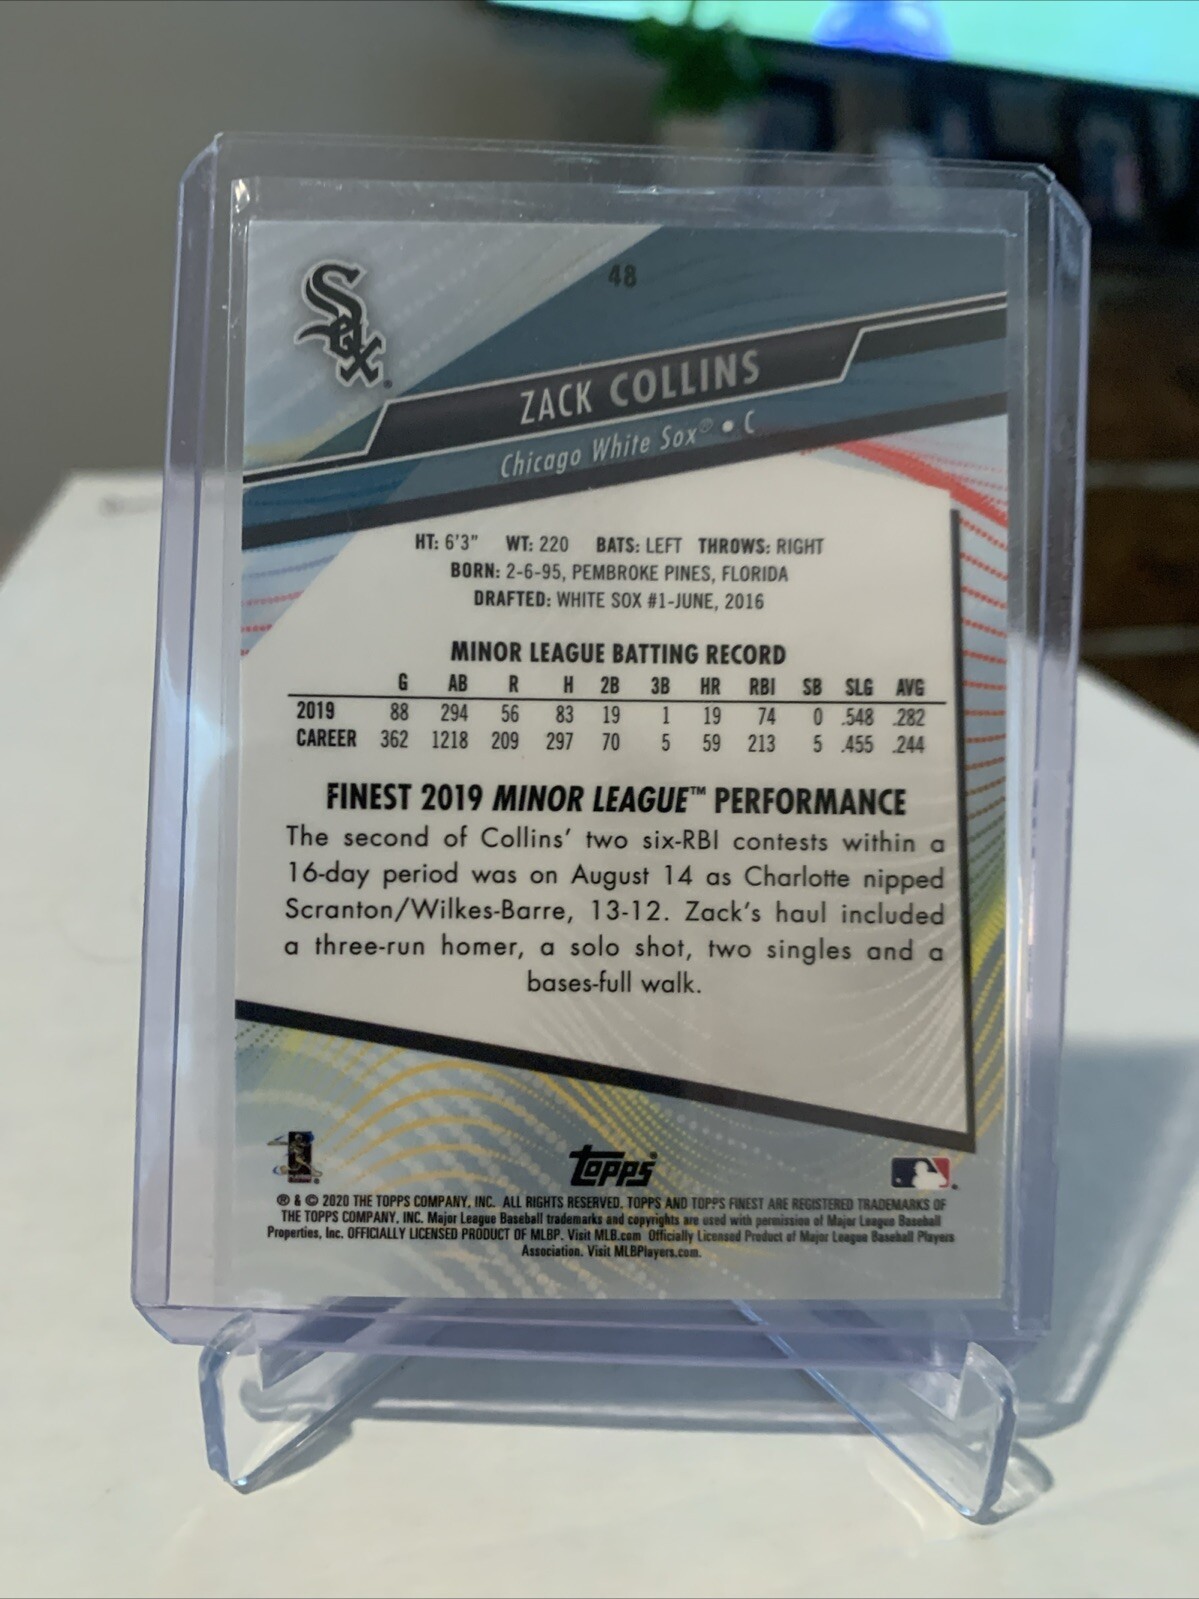 Sox
48
ZACK COLLINS
Chicago White Sox® • C
HT: 6'3" WT: 220 BATS: LEFT THROWS: RIGHT
BORN: 2-6-95, PEMBROKE PINES, FLORIDA
DRAFTED: WHITE SOX #1-JUNE, 2016
MINOR LEAGUE BATTING RECORD
G AB R H 2B 3B HR RBI SB SLG AVG
2019 88 294 56 83 19 1 19 74 0 .548 .282
CAREER 362 1218 209 297 70 5 59 213 5 .455 .244
FINEST 2019 MINOR LEAGUE™ PERFORMANCE
The second of Collins' two six-RBI contests within a
16-day period was on August 14 as Charlotte nipped
Scranton/Wilkes-Barre, 13-12. Zack's haul included
a three-run homer, a solo shot, two singles and a
bases-full walk.
topps®
® & © 2020 THE TOPPS COMPANY, INC. ALL RIGHTS RESERVED. TOPPS AND TOPPS FINEST ARE REGISTERED TRADEMARKS OF
THE TOPPS COMPANY, INC. Major League Baseball trademarks and copyrights are used with permission of Major League Baseball
Properties, Inc. OFFICIALLY LICENSED PRODUCT OF MLBP. Visit MLB.com Officially Licensed Product of Major League Baseball Players
Association. Visit MLBPlayers.com.